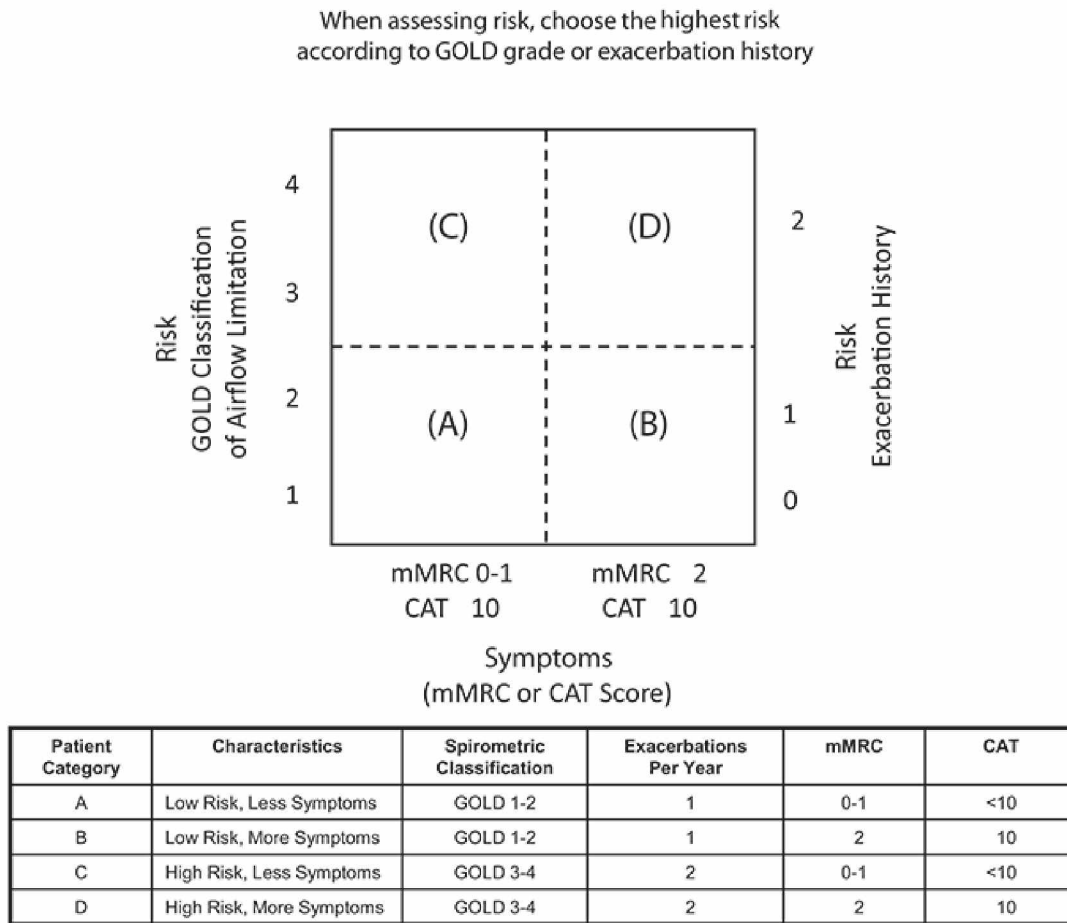 When assessing risk, choose the highest risk
according to GOLD grade or exacerbation history
4
3
2
1
Risk
GOLD Classification
of Airflow Limitation
(C)
(D)
(A)
(B)
2
1
0
Risk
Exacerbation History
mMRC 0-1
CAT 10
mMRC 2
CAT 10
Symptoms
(mMRC or CAT Score)
Patient Category Characteristics Spirometric Classification Exacerbations Per Year mMRC CAT
A Low Risk, Less Symptoms GOLD 1-2 1 0-1 <10
B Low Risk, More Symptoms GOLD 1-2 1 2 10
C High Risk, Less Symptoms GOLD 3-4 2 0-1 <10
D High Risk, More Symptoms GOLD 3-4 2 2 10